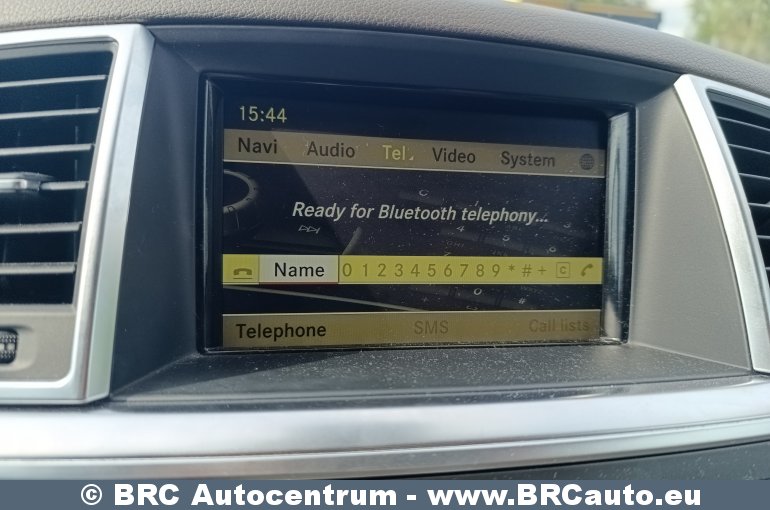 15:44
Navi Audio Tel Video System
Ready for Bluetooth telephony...
Name 0 1 2 3 4 5 6 7 8 9 * # + C
Telephone SMS Call lists
© BRC Autocentrum - www.BRCauto.eu